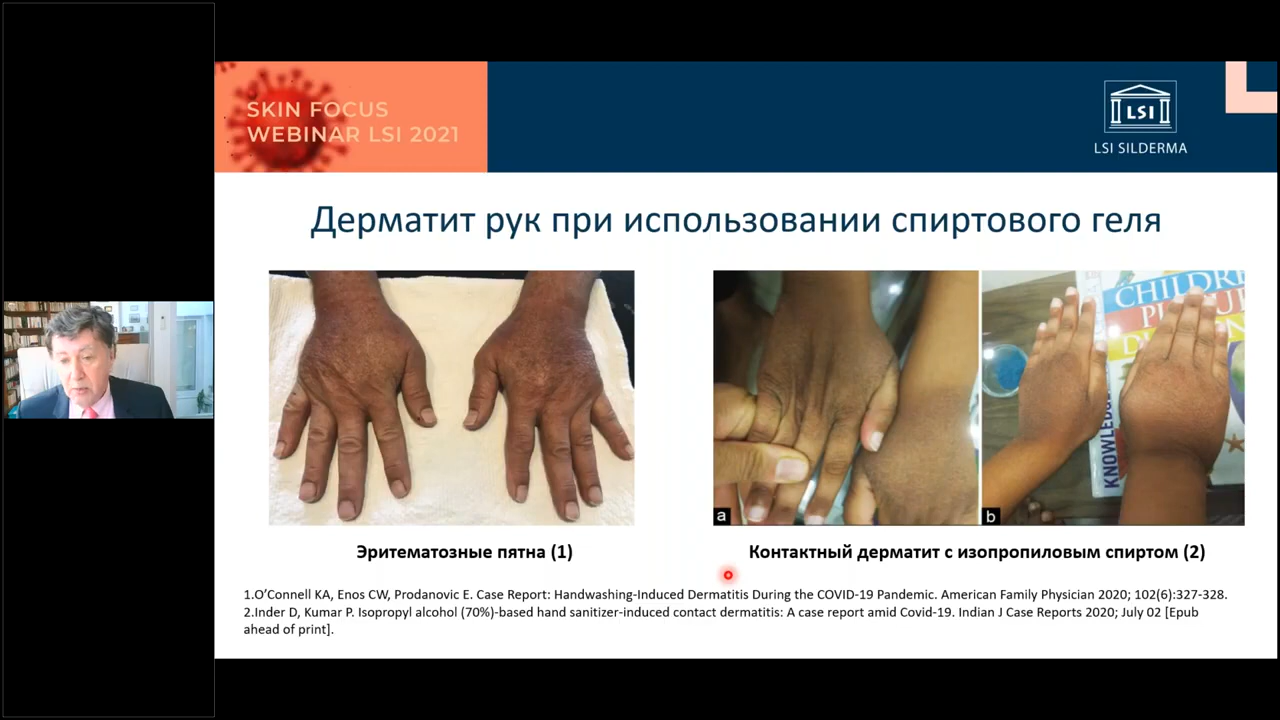 SKIN FOCUS
WEBINAR LSI 2021
LSI
LSI SILDERMA
Дерматит рук при использовании спиртового геля
CHILDRE
KNOWLEDG
a
b
Эритематозные пятна (1)
Контактный дерматит с изопропиловым спиртом (2)
1.O’Connell KA, Enos CW, Prodanovic E. Case Report: Handwashing-Induced Dermatitis During the COVID-19 Pandemic. American Family Physician 2020; 102(6):327-328.
2.Inder D, Kumar P. Isopropyl alcohol (70%)-based hand sanitizer-induced contact dermatitis: A case report amid Covid-19. Indian J Case Reports 2020; July 02 [Epub
ahead of print].